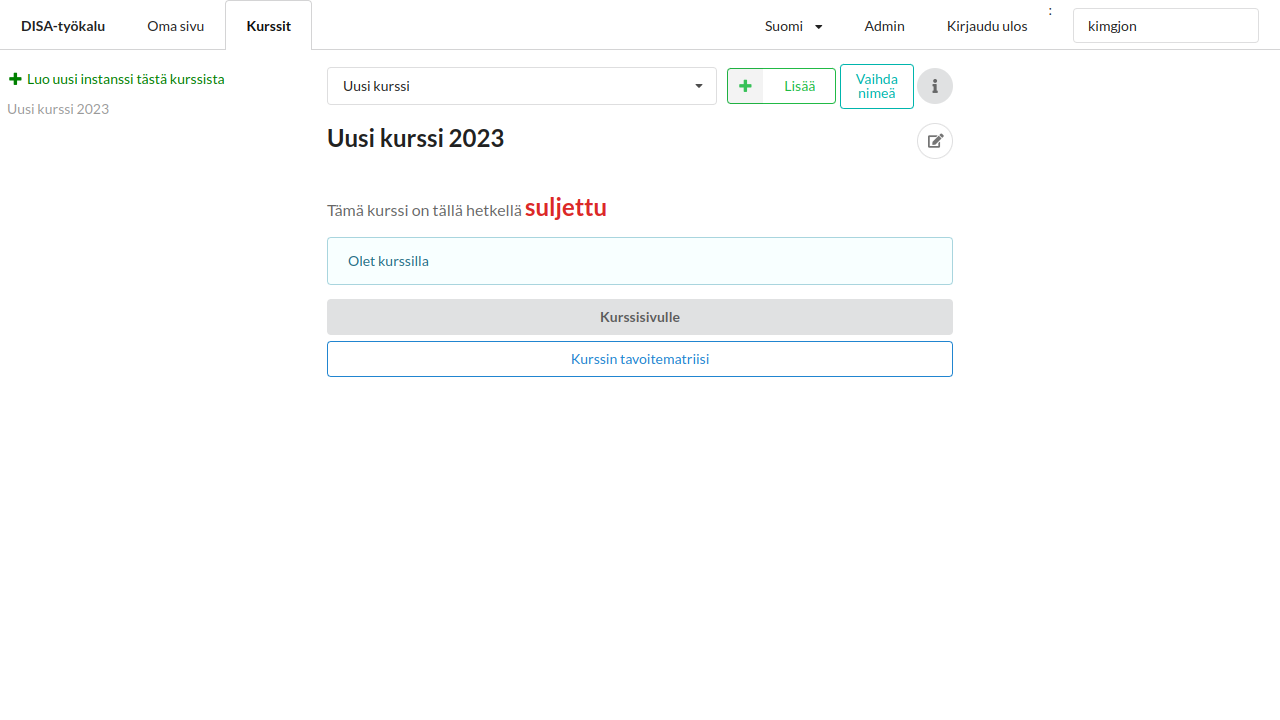 DISA-työkalu Oma sivu Kurssit Suomi Admin Kirjaudu ulos : kimgjon
Luo uusi instanssi tästä kurssista
Uusi kurssi 2023
Uusi kurssi Lisää Vaihda
nimeä
Uusi kurssi 2023
Tämä kurssi on tällä hetkellä suljettu
Olet kurssilla
Kurssisivulle
Kurssin tavoitematriisi